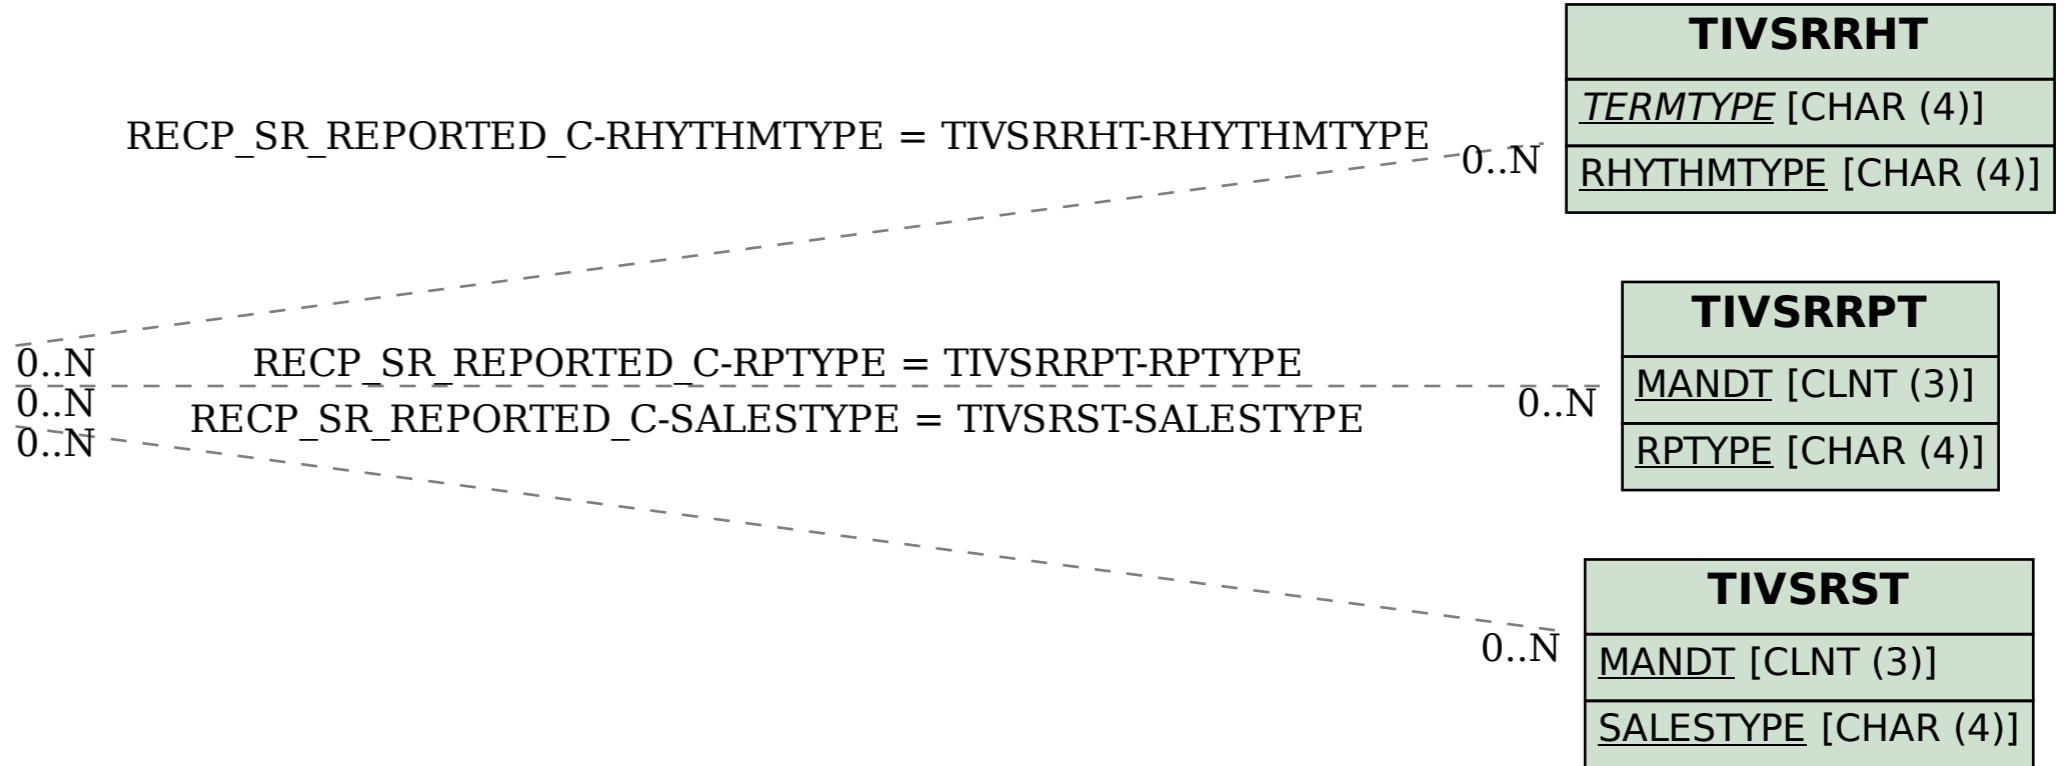 TIVSRRHT
TERMTYPE [CHAR (4)]
RECP_SR_REPORTED_C-RHYTHMTYPE = TIVSRRHT-RHYTHMTYPE
0..N
RHYTHMTYPE [CHAR (4)]
TIVSRRPT
0..N
RECP_SR_REPORTED_C-RPTYPE = TIVSRRPT-RPTYPE
MANDT [CLNT (3)]
0..N
0..N
RECP_SR_REPORTED_C-SALESTYPE = TIVSRST-SALESTYPE
0..N
RPTYPE [CHAR (4)]
TIVSRST
0..N
MANDT [CLNT (3)]
SALESTYPE [CHAR (4)]